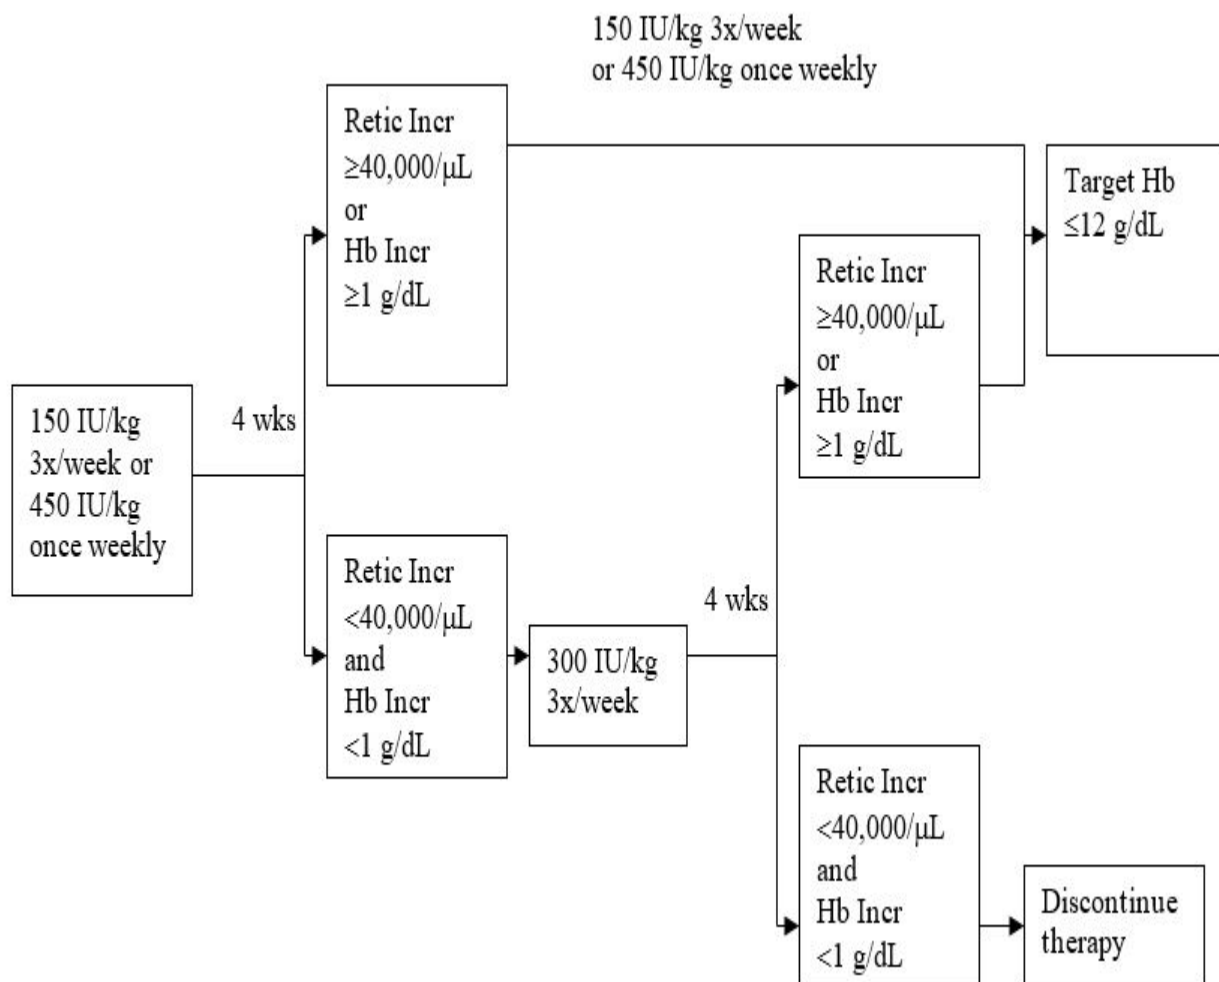 150 IU/kg 3x/week
or 450 IU/kg once weekly
Retic Incr
≥40,000/µL
or
Hb Incr
≥1 g/dL
Target Hb
≤12 g/dL
Retic Incr
≥40,000/µL
or
Hb Incr
≥1 g/dL
150 IU/kg
3x/week or
450 IU/kg
once weekly
4 wks
Retic Incr
<40,000/µL
and
Hb Incr
<1 g/dL
300 IU/kg
3x/week
4 wks
Retic Incr
<40,000/µL
and
Hb Incr
<1 g/dL
Discontinue
therapy